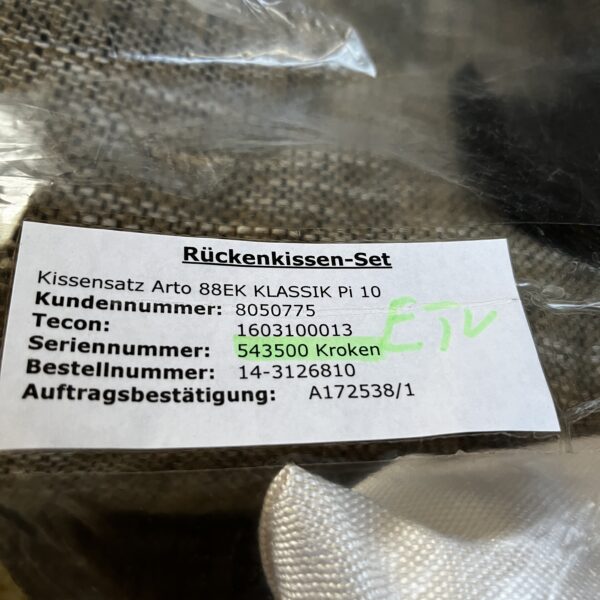 Rückenkissen-Set
Kissensatz Arto 88EK KLASSIK Pi 10
Kundennummer: 8050775
Tecon: 1603100013
Seriennummer: 543500 Kroken
Bestellnummer: 14-3126810
Auftragsbestätigung: A172538/1